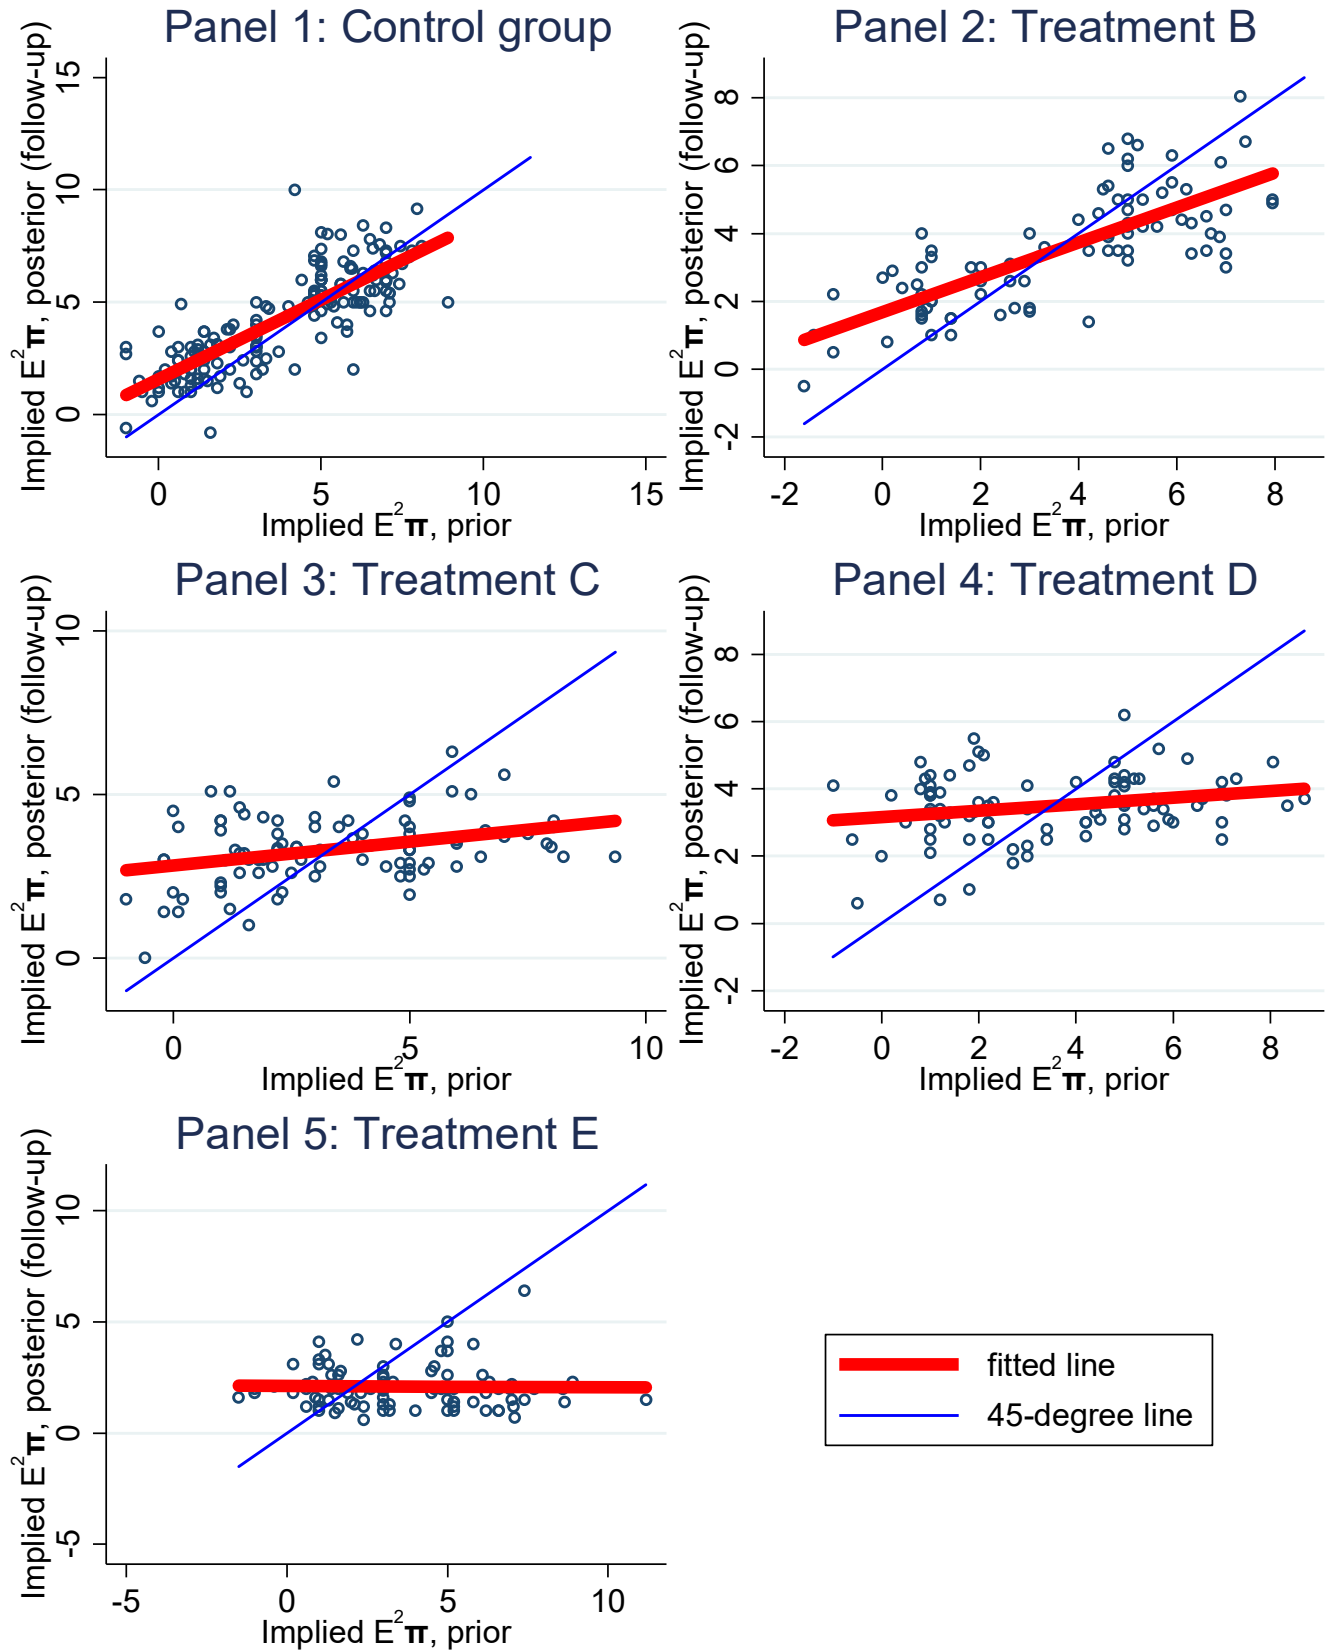 Panel 1: Control group
Implied E²π, posterior (follow-up)
15
10
5
0
0 5 10 15
Implied E²π, prior
Panel 2: Treatment B
Implied E²π, posterior (follow-up)
8
6
4
2
0
-2
-2 0 2 4 6 8
Implied E²π, prior
Panel 3: Treatment C
Implied E²π, posterior (follow-up)
10
5
0
0 5 10
Implied E²π, prior
Panel 4: Treatment D
Implied E²π, posterior (follow-up)
8
6
4
2
0
-2
-2 0 2 4 6 8
Implied E²π, prior
Panel 5: Treatment E
Implied E²π, posterior (follow-up)
10
5
0
-5
-5 0 5 10
Implied E²π, prior
fitted line
45-degree line